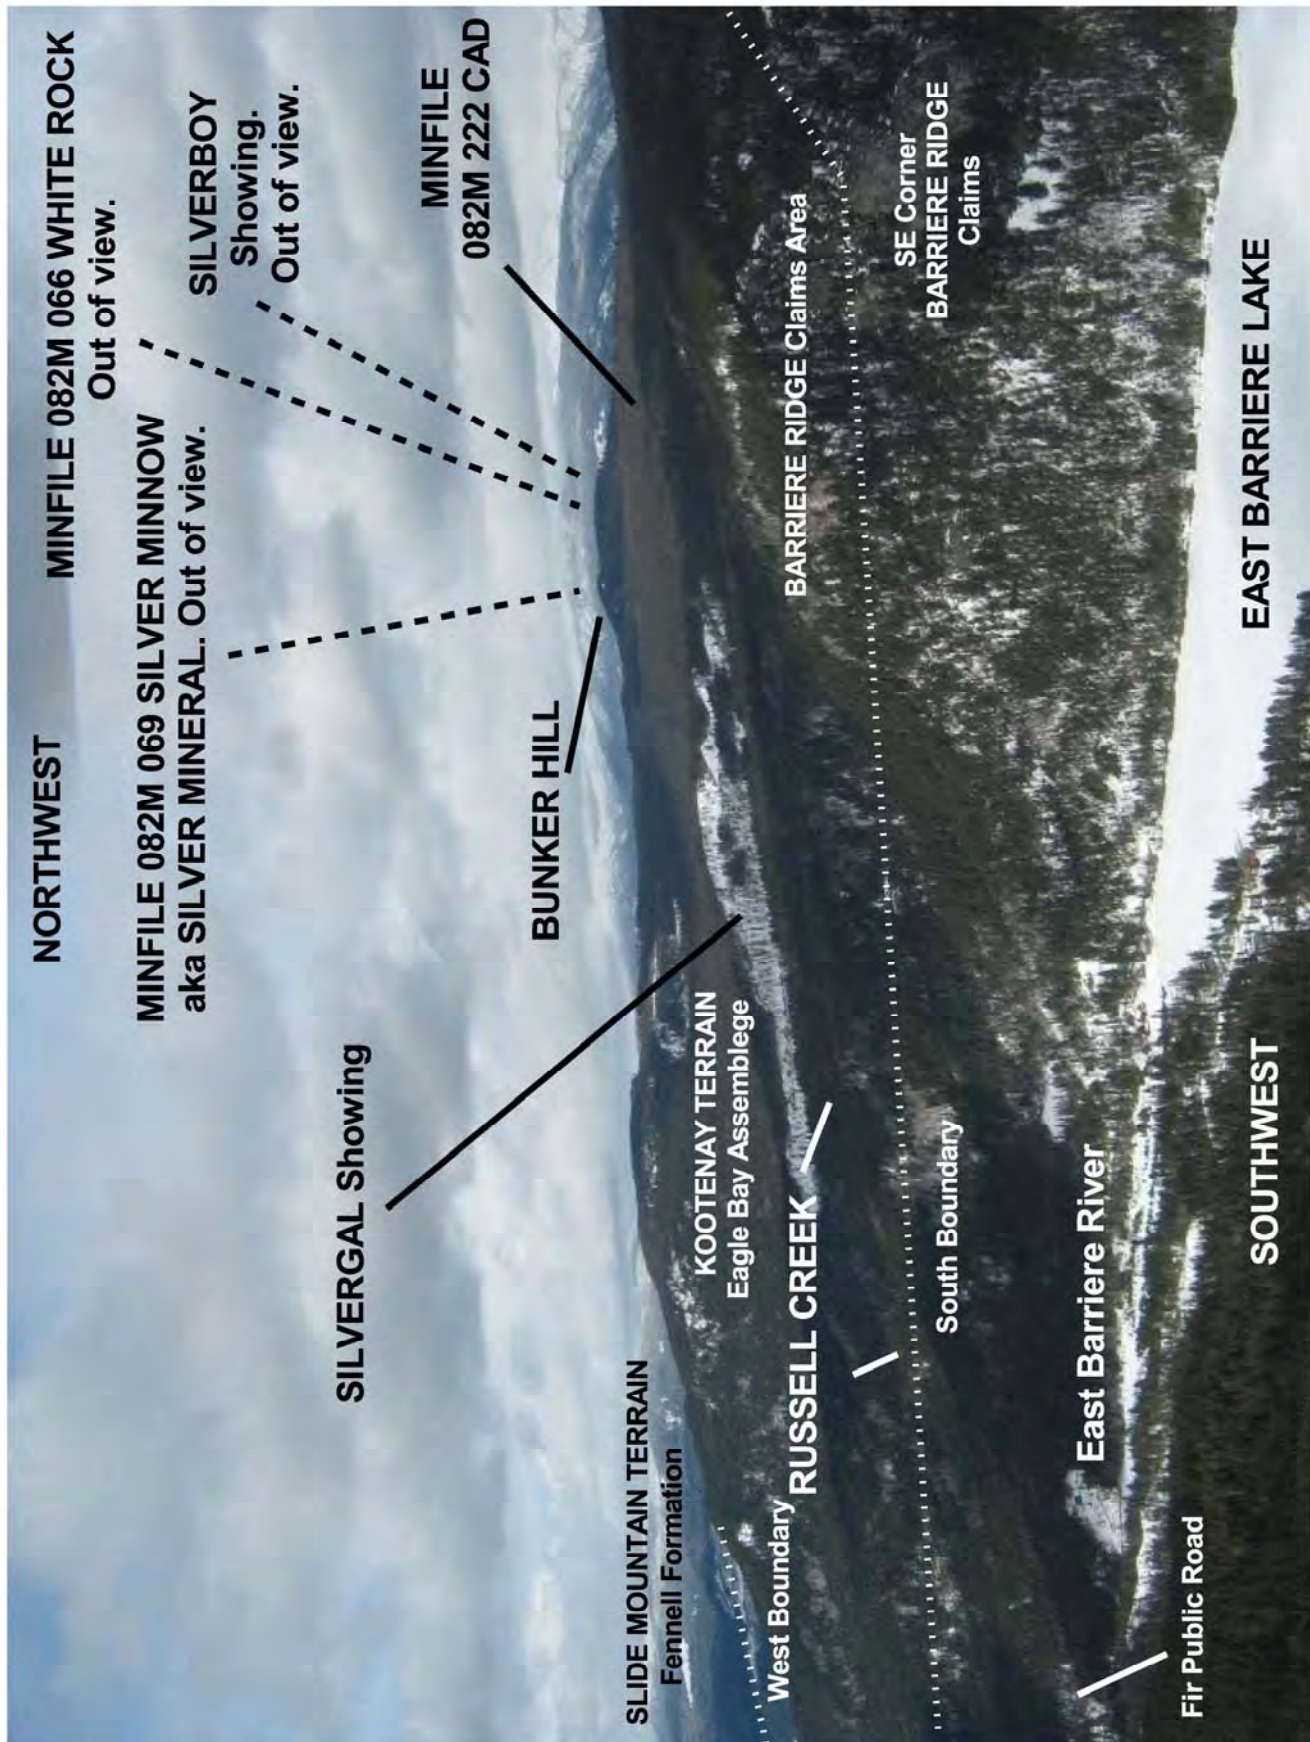 NORTHWEST
MINFILE 082M 066 WHITE ROCK
Out of view.
MINFILE 082M 069 SILVER MINNOW
aka SILVER MINERAL. Out of view.
SILVERBOY
Showing.
Out of view.
MINFILE
082M 222 CAD
SILVERGAL Showing
BUNKER HILL
SLIDE MOUNTAIN TERRAIN
Fennell Formation
KOOTENAY TERRAIN
Eagle Bay Assemblege
West Boundary
RUSSELL CREEK
BARRIERE RIDGE Claims Area
South Boundary
SE Corner
BARRIERE RIDGE
Claims
East Barriere River
Fir Public Road
SOUTHWEST
EAST BARRIERE LAKE